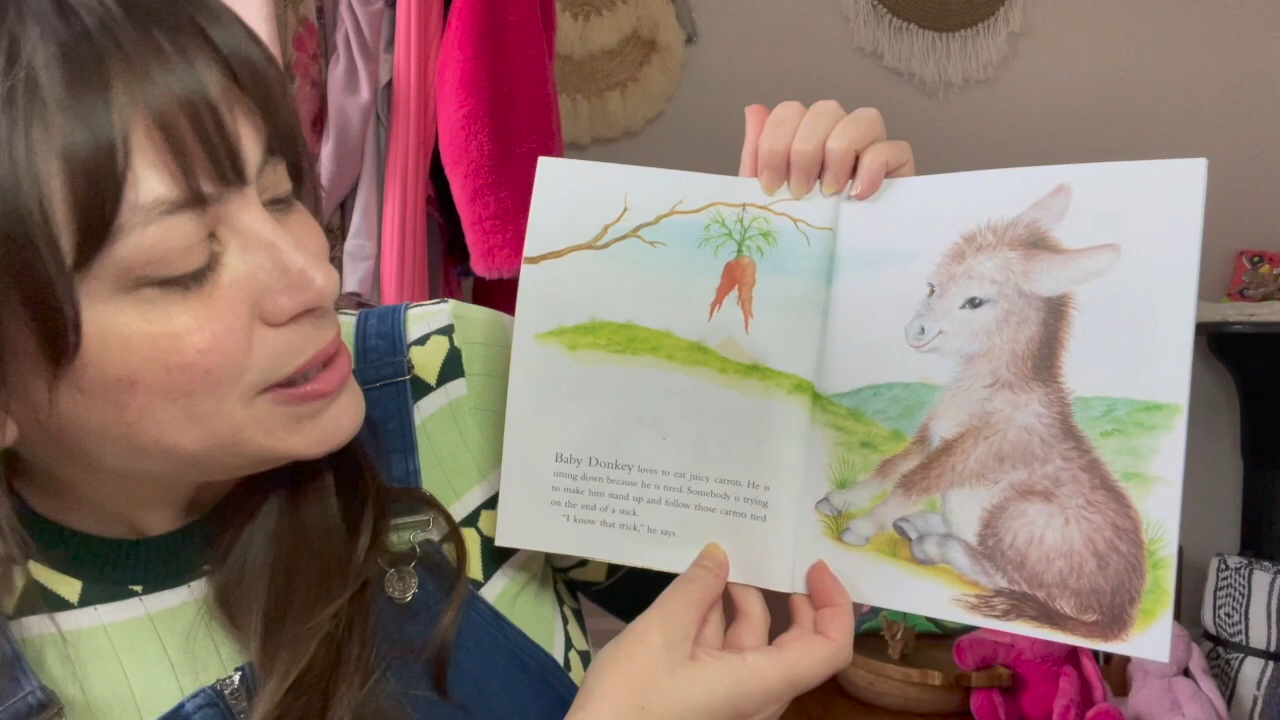 Baby Donkey loves to eat juicy carrots. He is
sitting down because he is tired. Somebody is trying
to make him stand up and follow those carrots tied
on the end of a stick.
"I know that trick," he says.